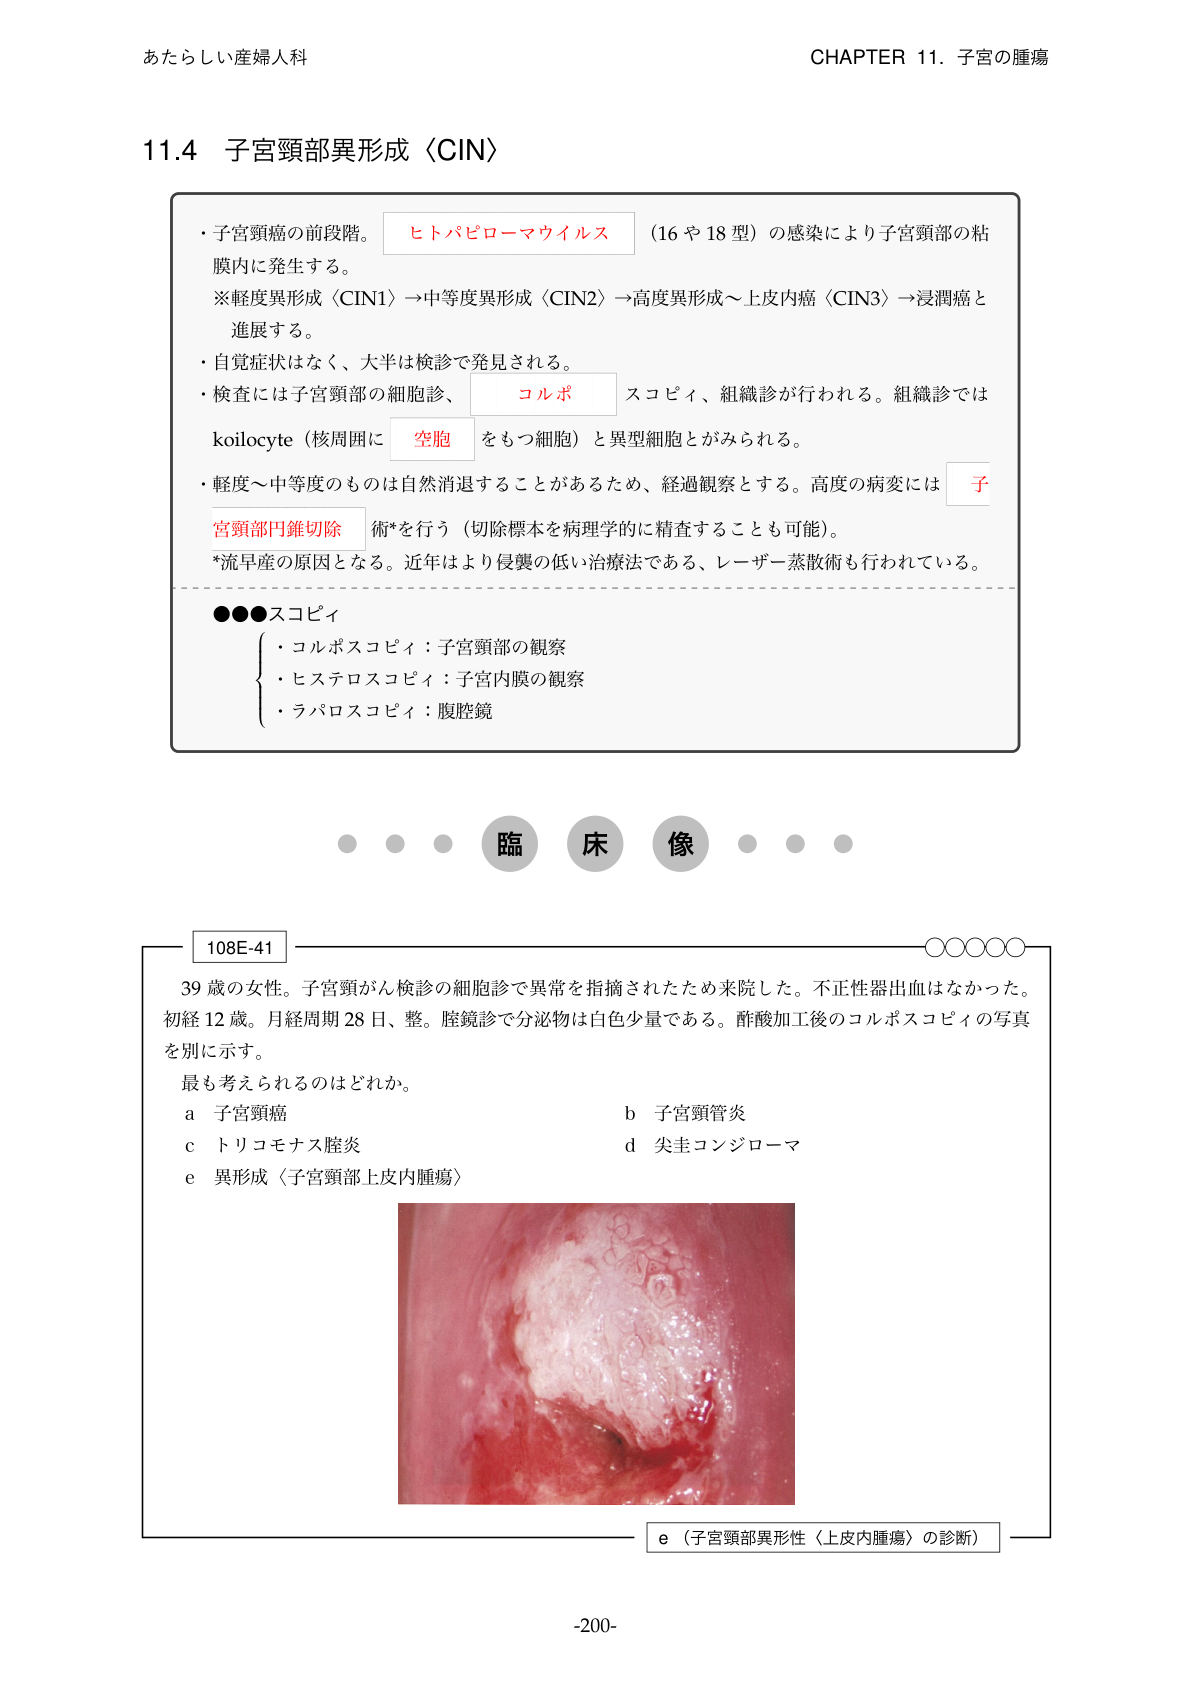 あたらしい産婦人科
CHAPTER 11. 子宮の腫瘍
11.4 子宮頸部異形成〈CIN〉
・子宮頸癌の前段階。 ヒトパピローマウイルス （16 や 18 型）の感染により子宮頸部の粘
膜内に発生する。
※軽度異形成〈CIN1〉→中等度異形成〈CIN2〉→高度異形成～上皮内癌〈CIN3〉→浸潤癌と
進展する。
・自覚症状はなく、大半は検診で発見される。
・検査には子宮頸部の細胞診、 コルポ スコピィ、組織診が行われる。組織診では
koilocyte（核周囲に 空胞 をもつ細胞）と異型細胞とがみられる。
・軽度～中等度のものは自然消退することがあるため、経過観察とする。高度の病変には 子
宮頸部円錐切除 術*を行う（切除標本を病理学的に精査することも可能）。
*流早産の原因となる。近年はより侵襲の低い治療法である、レーザー蒸散術も行われている。
●●●スコピィ
・コルポスコピィ：子宮頸部の観察
・ヒステロスコピィ：子宮内膜の観察
・ラパロスコピィ：腹腔鏡
臨 床 像
108E-41
39 歳の女性。子宮頸がん検診の細胞診で異常を指摘されたため来院した。不正性器出血はなかった。
初経 12 歳。月経周期 28 日、整。腟鏡診で分泌物は白色少量である。酢酸加工後のコルポスコピィの写真
を別に示す。
最も考えられるのはどれか。
a 子宮頸癌
b 子宮頸管炎
c トリコモナス腟炎
d 尖圭コンジローマ
e 異形成〈子宮頸部上皮内腫瘍〉
e （子宮頸部異形性〈上皮内腫瘍〉の診断）
-200-